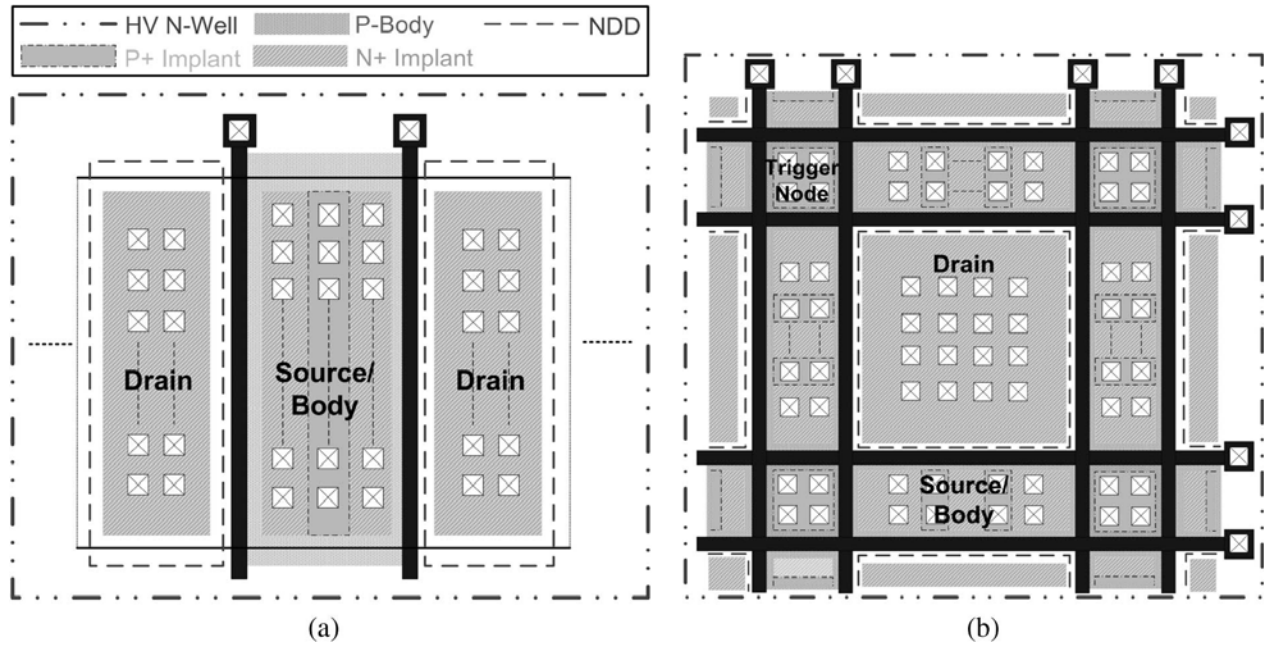 HV N-Well P-Body NDD
P+ Implant N+ Implant
Drain
Source/
Body
Drain
(a)
Trigger
Node
Drain
Source/
Body
(b)